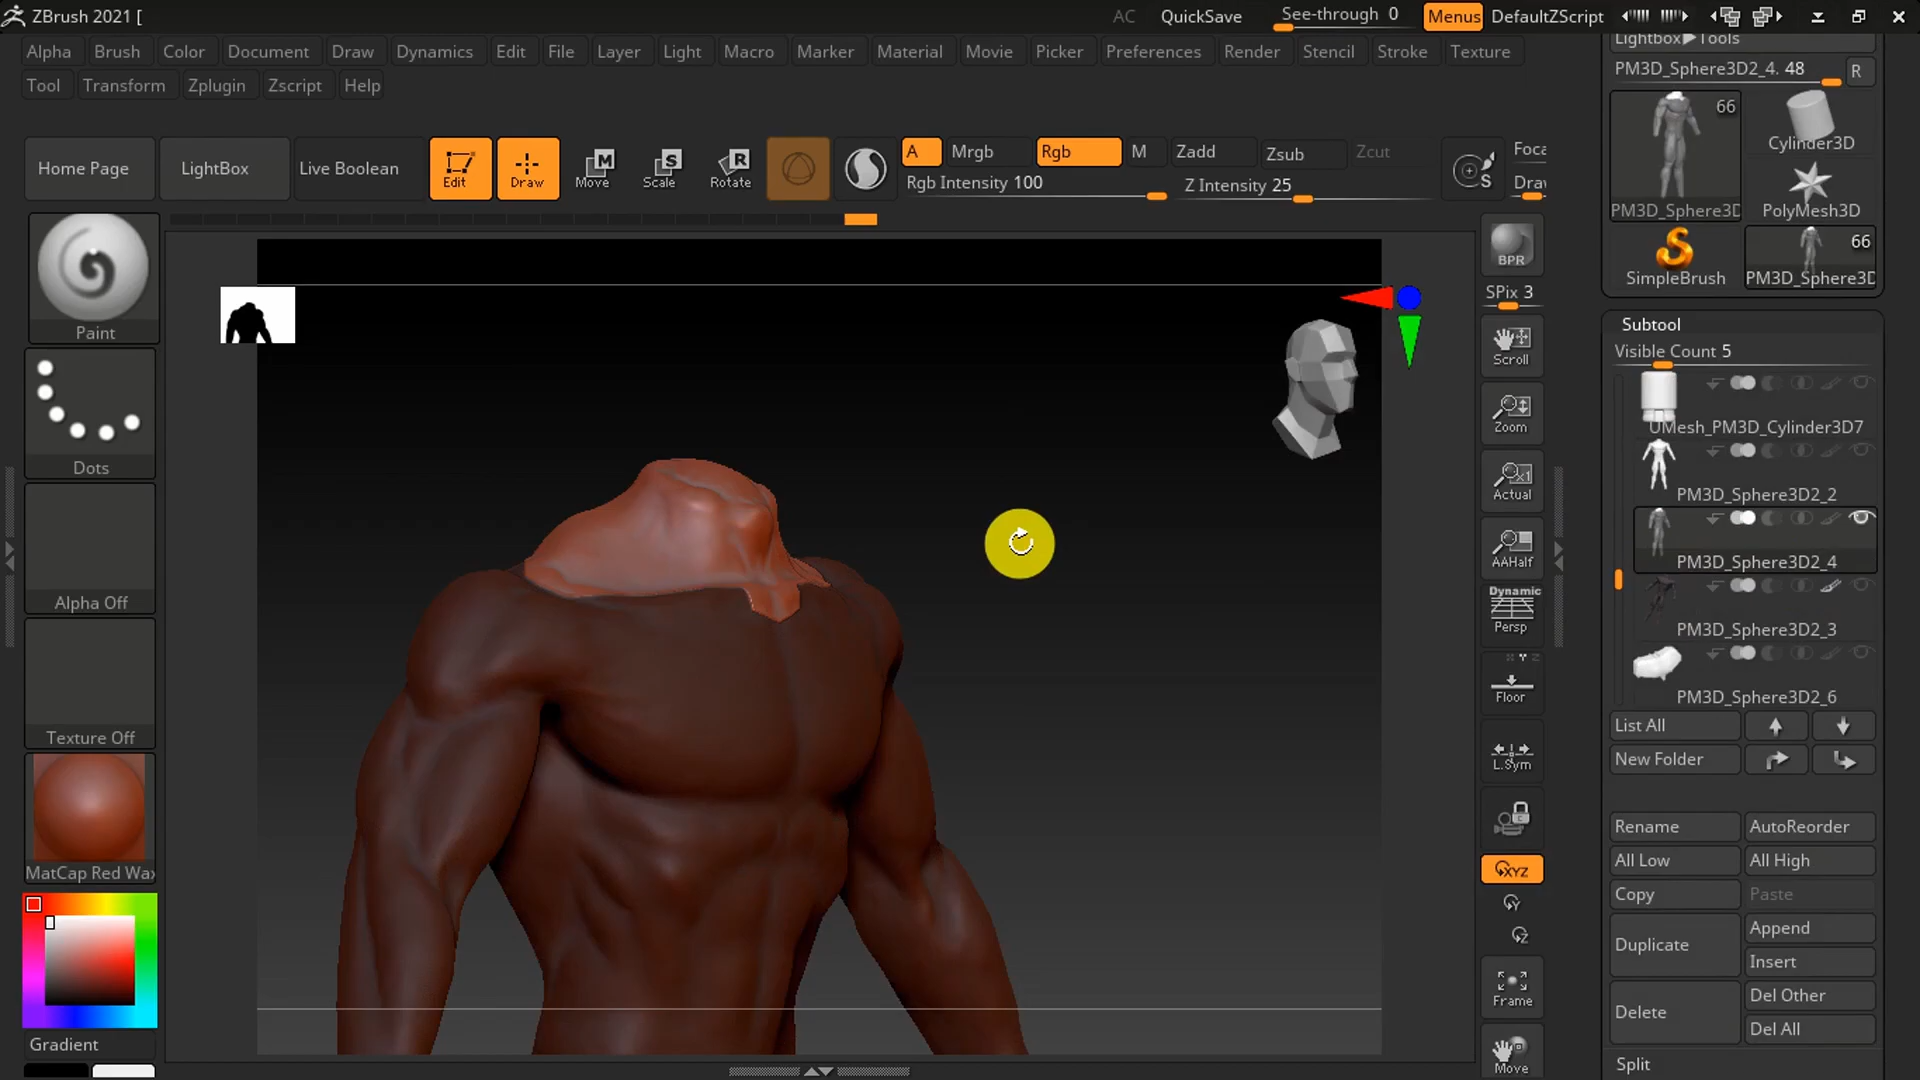 ZBrush 2021 [
AC QuickSave See-through 0 Menus DefaultZScript
Alpha Brush Color Document Draw Dynamics Edit File Layer Light Macro Marker Material Movie Picker Preferences Render Stencil Stroke Texture
Tool Transform Zplugin Zscript Help
Home Page LightBox Live Boolean Edit Draw Move Scale Rotate
M S R
A Mrgb Rgb M Zadd Zsub Zcut
Rgb Intensity 100 Z Intensity 25
S
Foca
Draw
Paint
Dots
Alpha Off
Texture Off
MatCap Red Wax
Gradient
BPR
SPix 3
Scroll
Zoom
Actual
AAHalf
Dynamic
Persp
Floor
L.Sym
XYZ
Y
Z
Frame
Move
Lightbox▶Tools
PM3D_Sphere3D2_4. 48 R
66
PM3D_Sphere3D
Cylinder3D
PolyMesh3D
SimpleBrush
66
PM3D_Sphere3D
Subtool
Visible Count 5
UMesh_PM3D_Cylinder3D7
PM3D_Sphere3D2_2
PM3D_Sphere3D2_4
PM3D_Sphere3D2_3
PM3D_Sphere3D2_6
List All
New Folder
Rename AutoReorder
All Low All High
Copy Paste
Duplicate Append
Insert
Delete Del Other
Del All
Split